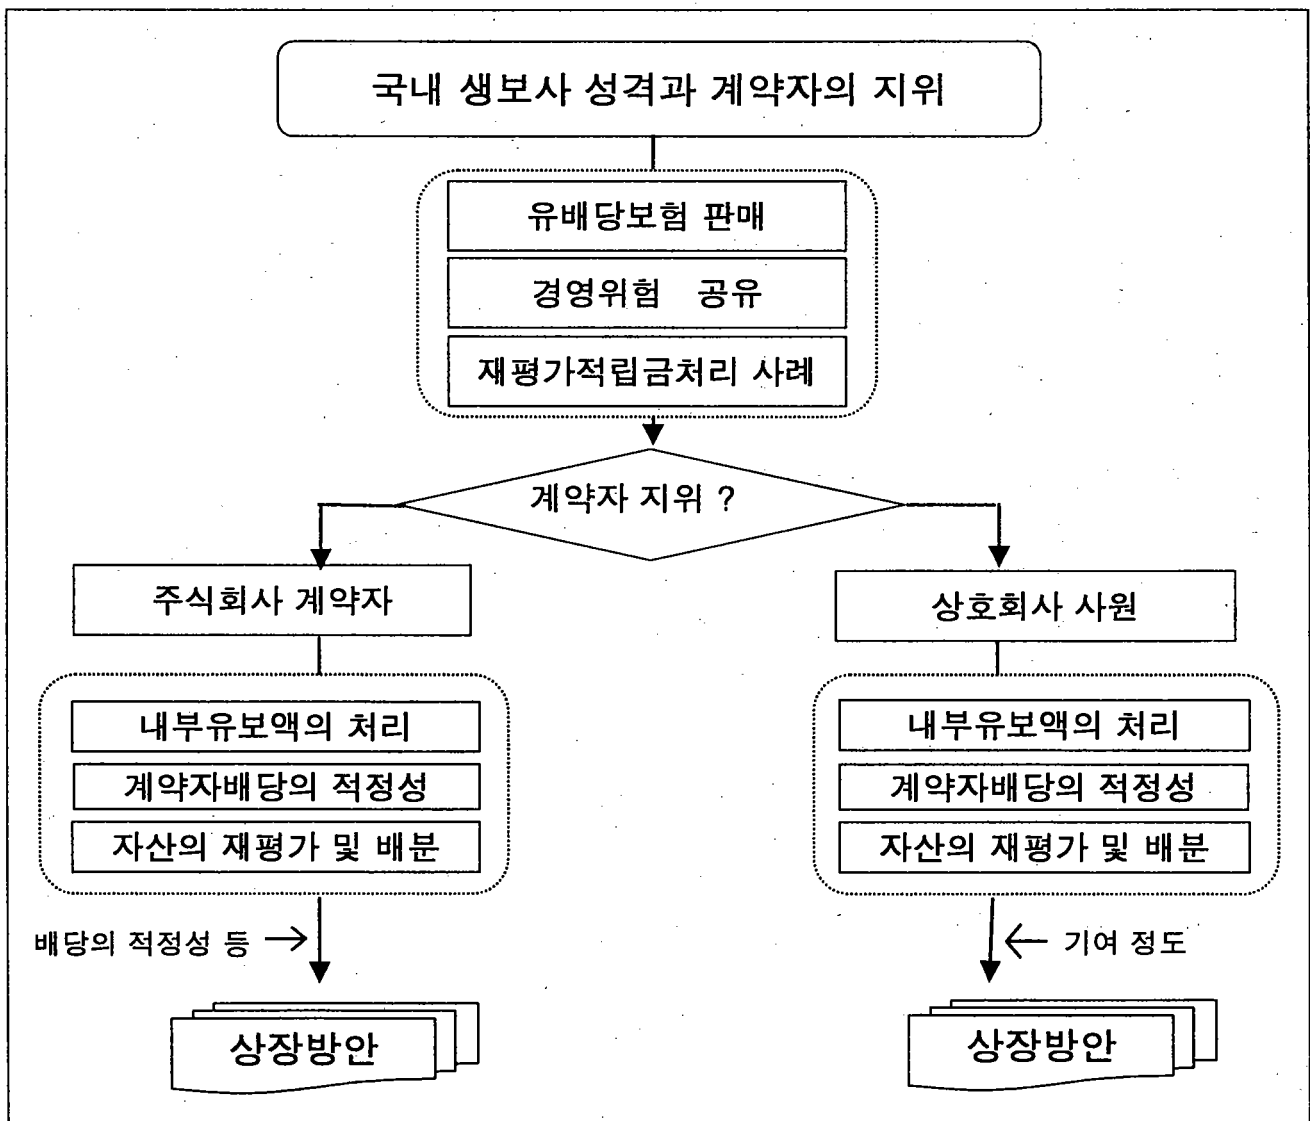 국내 생보사 성격과 계약자의 지위
유배당보험 판매
경영위험 공유
재평가적립금처리 사례
계약자 지위 ?
주식회사 계약자
상호회사 사원
내부유보액의 처리
계약자배당의 적정성
자산의 재평가 및 배분
내부유보액의 처리
계약자배당의 적정성
자산의 재평가 및 배분
배당의 적정성 등
기여 정도
상장방안
상장방안